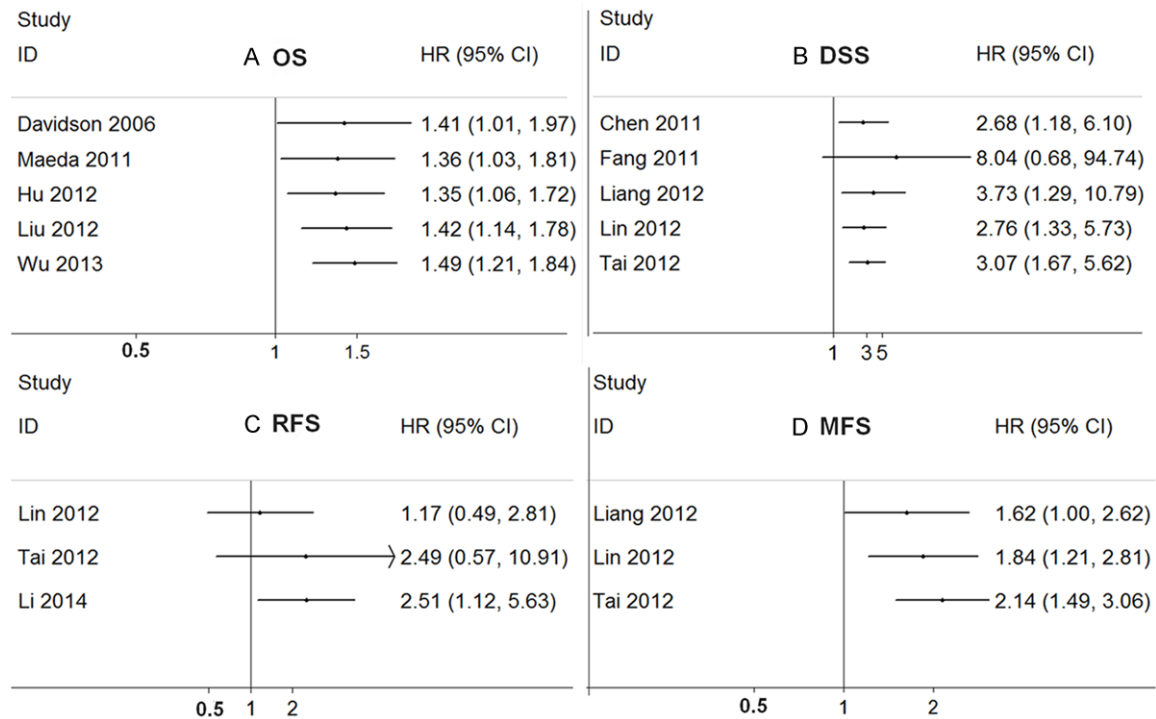 Study
ID A OS HR (95% CI)
Davidson 2006 1.41 (1.01, 1.97)
Maeda 2011 1.36 (1.03, 1.81)
Hu 2012 1.35 (1.06, 1.72)
Liu 2012 1.42 (1.14, 1.78)
Wu 2013 1.49 (1.21, 1.84)
0.5 1 1.5
Study
ID B DSS HR (95% CI)
Chen 2011 2.68 (1.18, 6.10)
Fang 2011 8.04 (0.68, 94.74)
Liang 2012 3.73 (1.29, 10.79)
Lin 2012 2.76 (1.33, 5.73)
Tai 2012 3.07 (1.67, 5.62)
1 3 5
Study
ID C RFS HR (95% CI)
Lin 2012 1.17 (0.49, 2.81)
Tai 2012 2.49 (0.57, 10.91)
Li 2014 2.51 (1.12, 5.63)
0.5 1 2
Study
ID D MFS HR (95% CI)
Liang 2012 1.62 (1.00, 2.62)
Lin 2012 1.84 (1.21, 2.81)
Tai 2012 2.14 (1.49, 3.06)
0.5 1 2